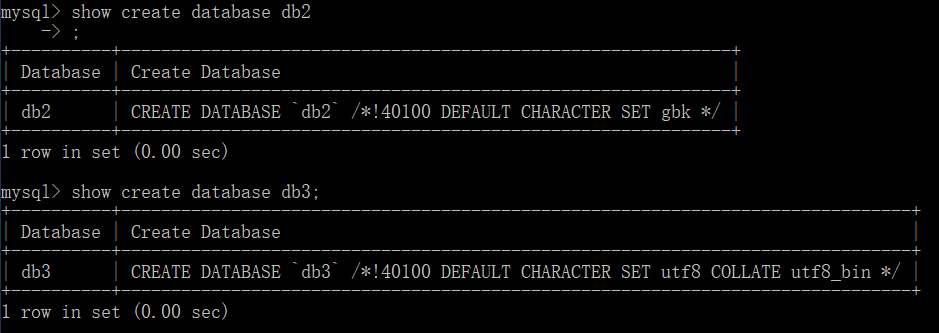 mysql> show create database db2
    -> ;
+----------+--------------------------------------------------------------+
| Database | Create Database                                              |
+----------+--------------------------------------------------------------+
| db2      | CREATE DATABASE `db2` /*!40100 DEFAULT CHARACTER SET gbk */ |
+----------+--------------------------------------------------------------+
1 row in set (0.00 sec)
mysql> show create database db3;
+----------+--------------------------------------------------------------------------------+
| Database | Create Database                                                                |
+----------+--------------------------------------------------------------------------------+
| db3      | CREATE DATABASE `db3` /*!40100 DEFAULT CHARACTER SET utf8 COLLATE utf8_bin */ |
+----------+--------------------------------------------------------------------------------+
1 row in set (0.00 sec)